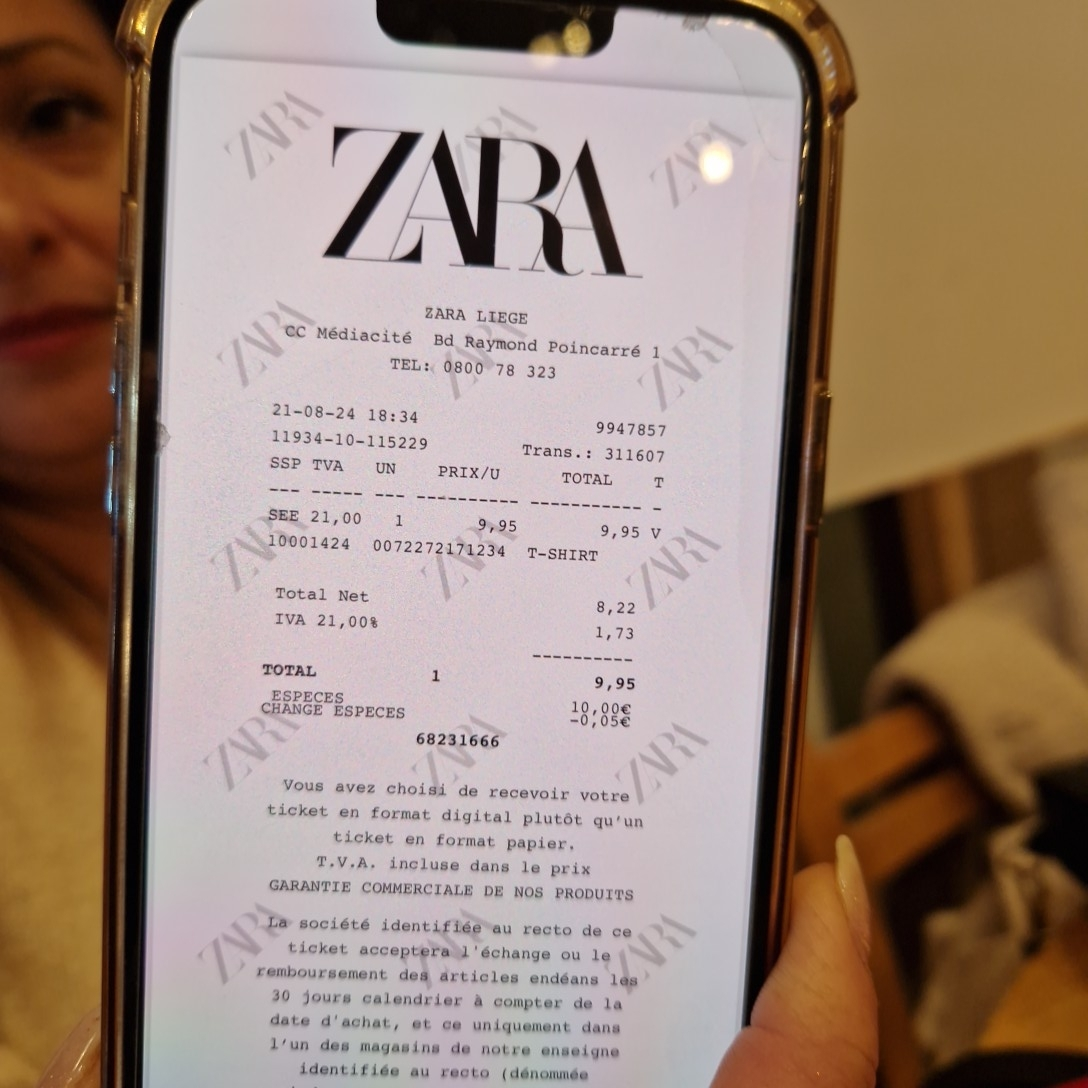 ZARA
ZARA LIEGE
CC Médiacité Bd Raymond Poincarré 1
TEL: 0800 78 323
21-08-24 18:34 9947857
11934-10-115229 Trans.: 311607
SSP TVA UN PRIX/U TOTAL T
--- ----- --- ---------- ----------- -
SEE 21,00 1 9,95 9,95 V
10001424 0072272171234 T-SHIRT
Total Net 8,22
IVA 21,00% 1,73
----------
TOTAL 1 9,95
ESPECES 10,00€
CHANGE ESPECES -0,05€
68231666
Vous avez choisi de recevoir votre
ticket en format digital plutôt qu'un
ticket en format papier.
T.V.A. incluse dans le prix
GARANTIE COMMERCIALE DE NOS PRODUITS
La société identifiée au recto de ce
ticket acceptera l'échange ou le
remboursement des articles endéans les
30 jours calendrier à compter de la
date d'achat, et ce uniquement dans
l'un des magasins de notre enseigne
identifiée au recto (dénommée